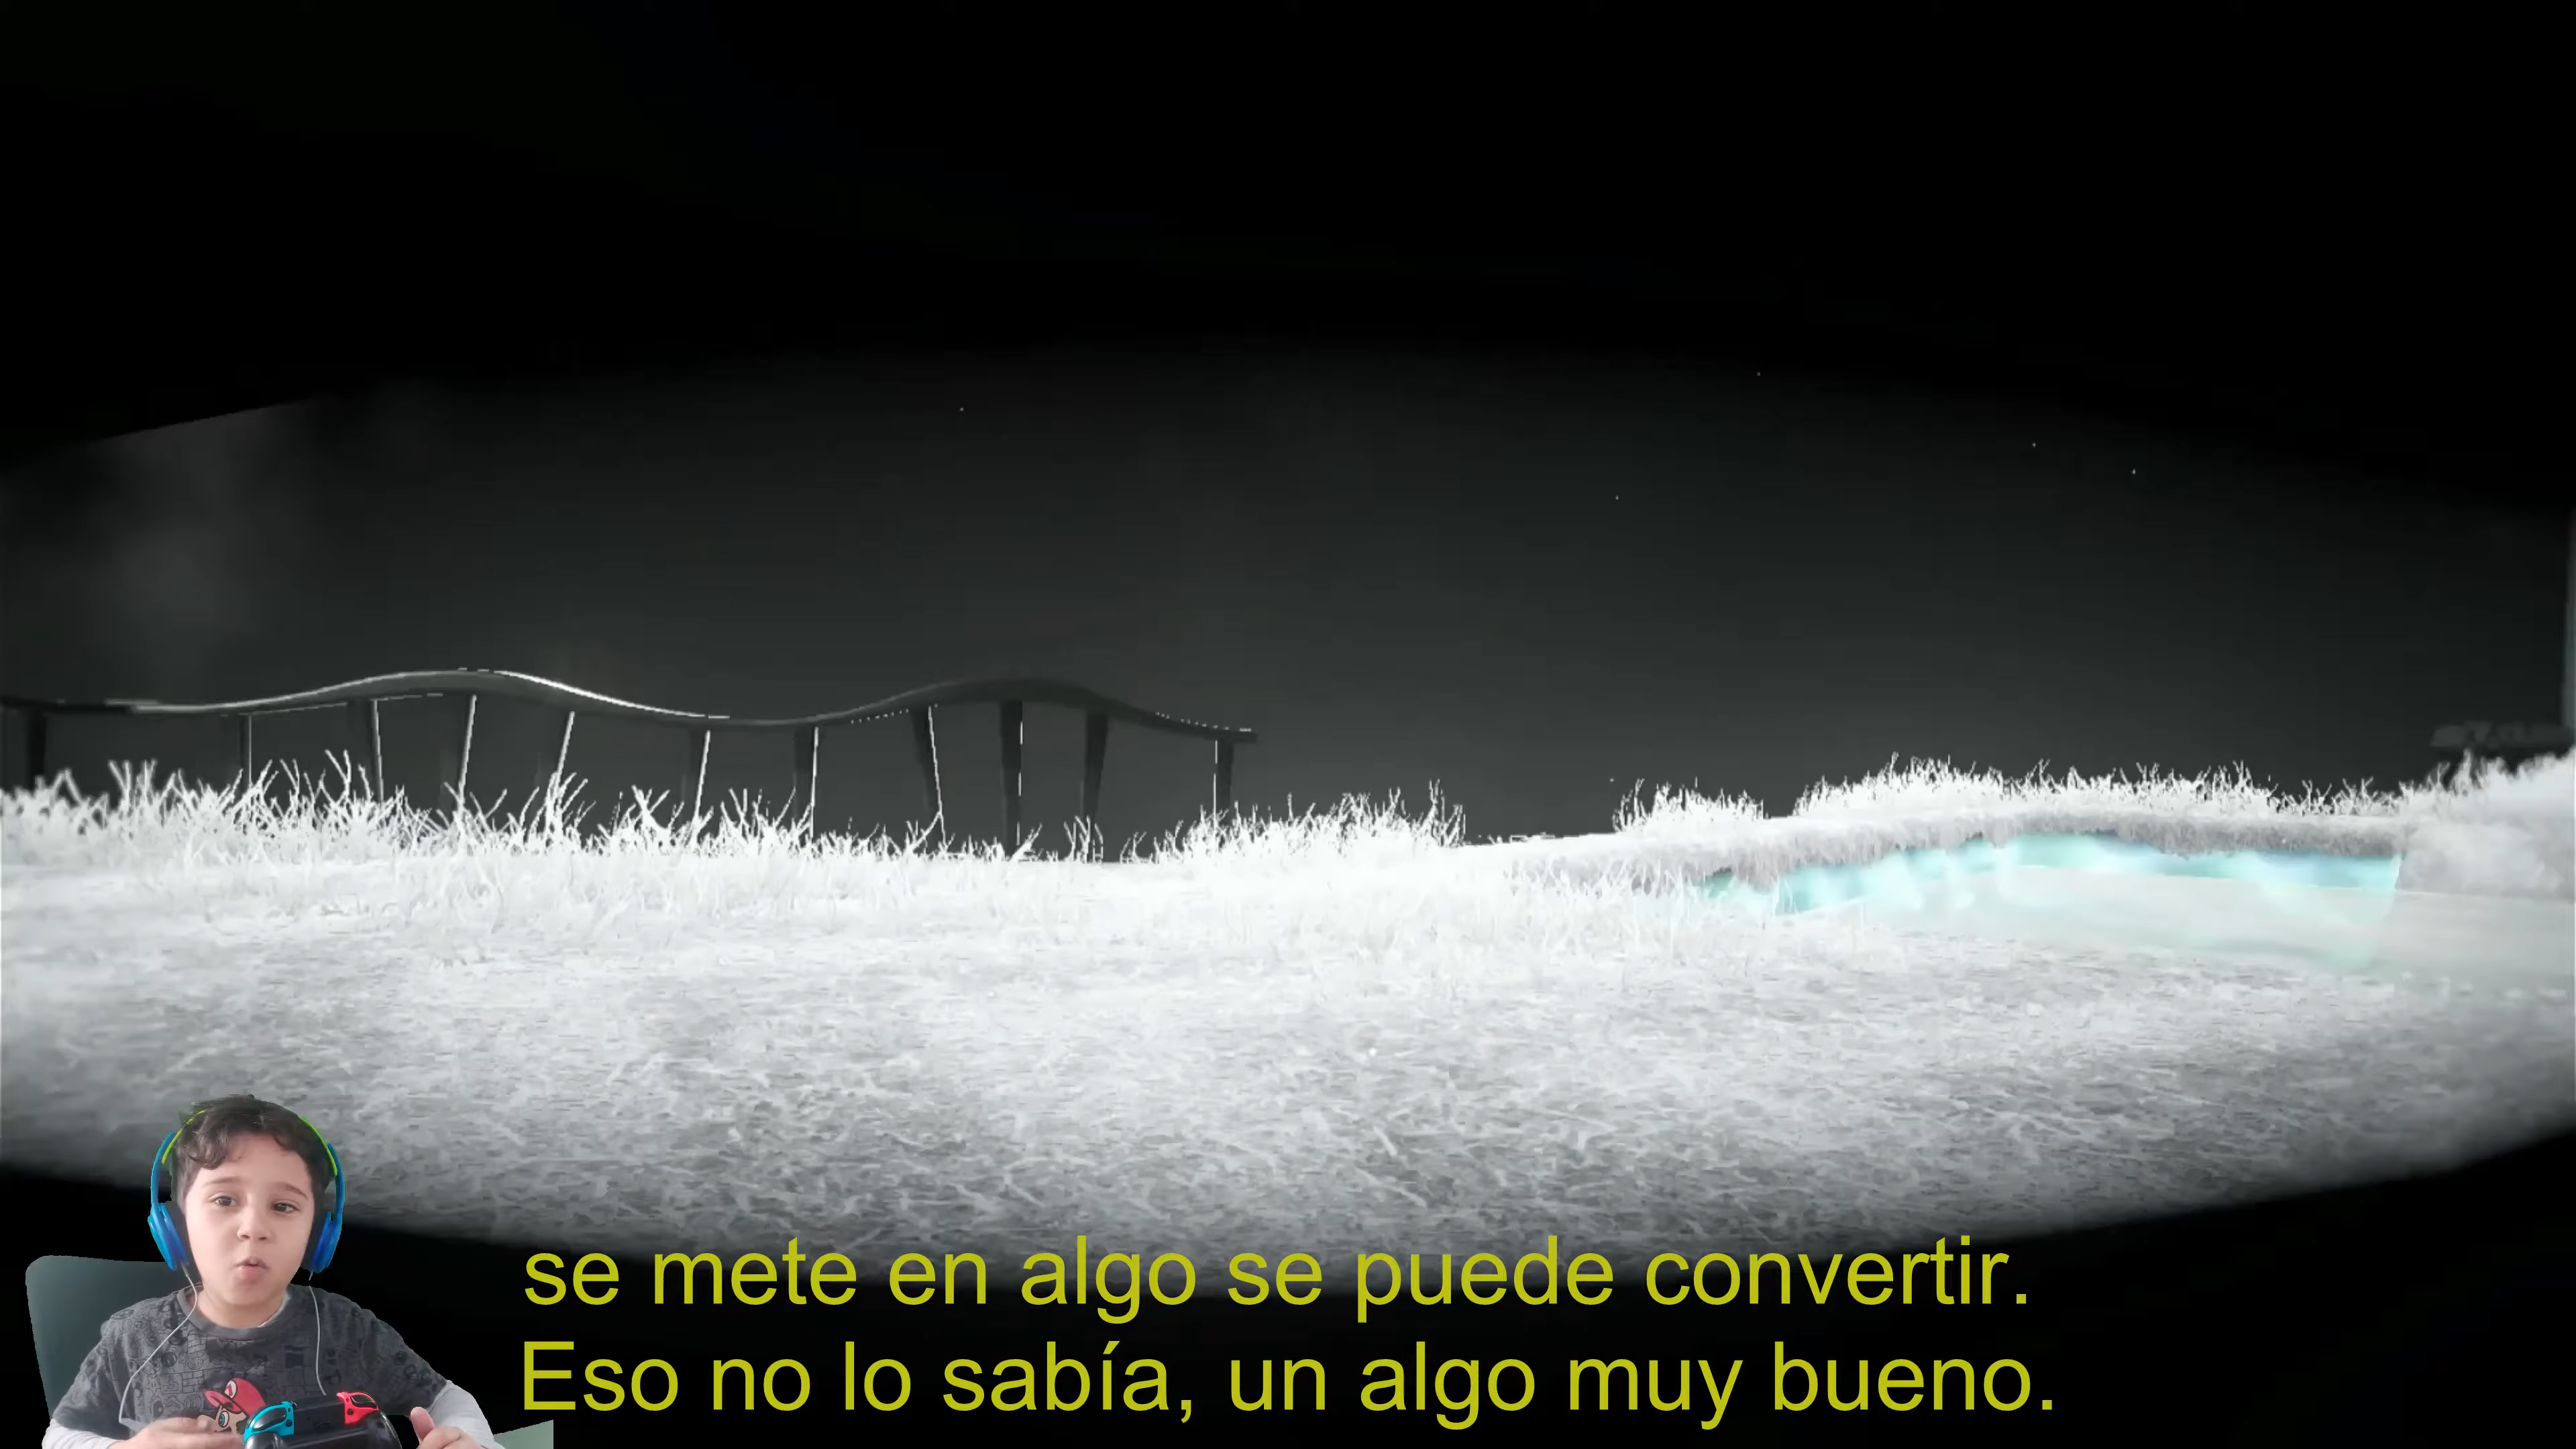 se mete en algo se puede convertir.
Eso no lo sabía, un algo muy bueno.